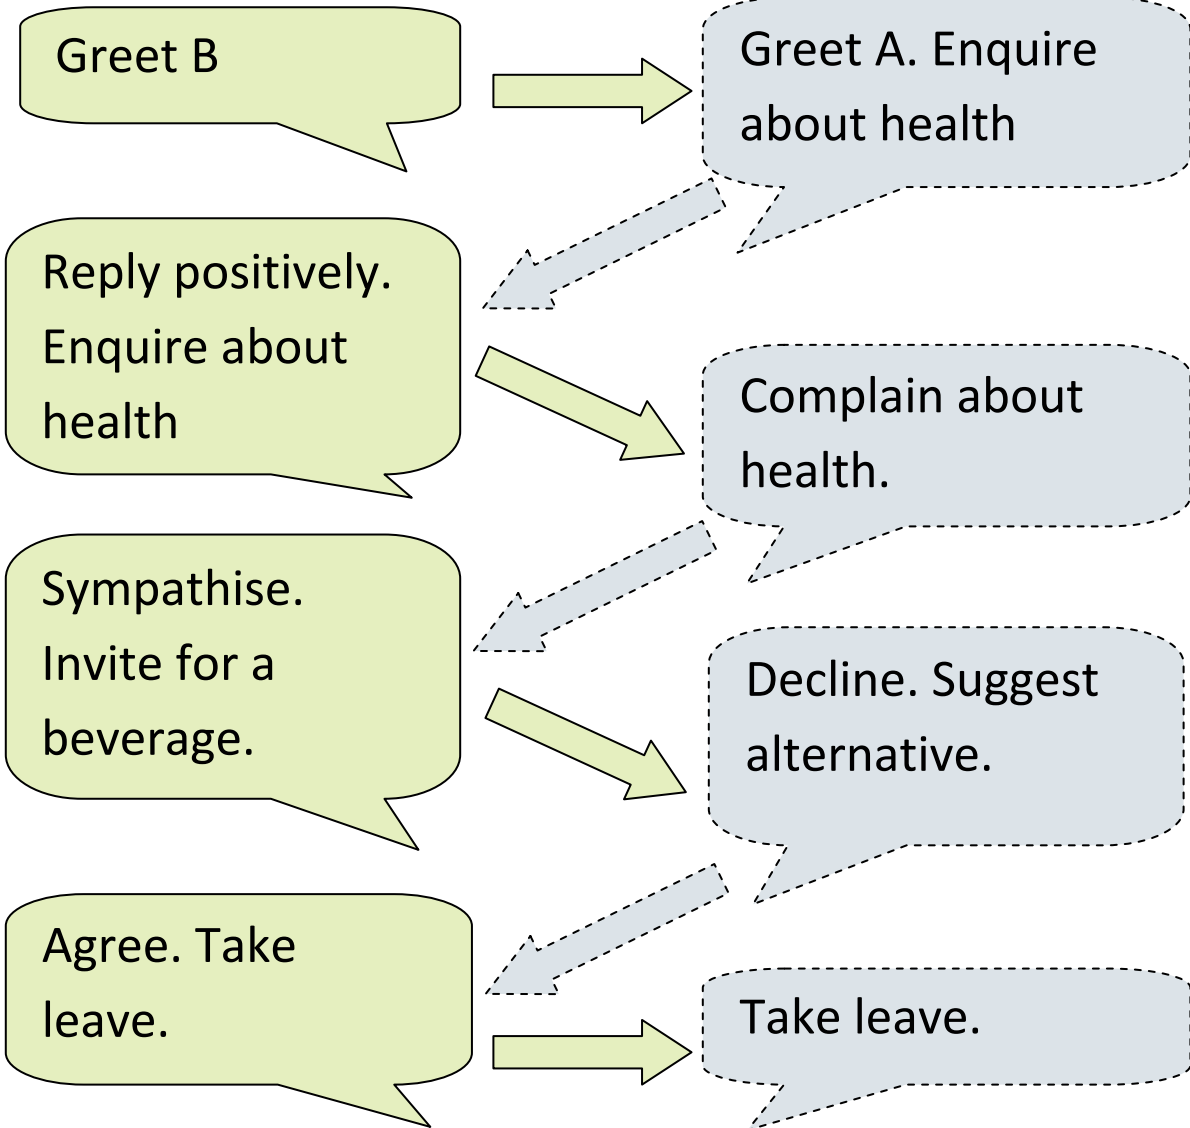 Greet B
Greet A. Enquire
about health
Reply positively.
Enquire about
health
Complain about
health.
Sympathise.
Invite for a
beverage.
Decline. Suggest
alternative.
Agree. Take
leave.
Take leave.